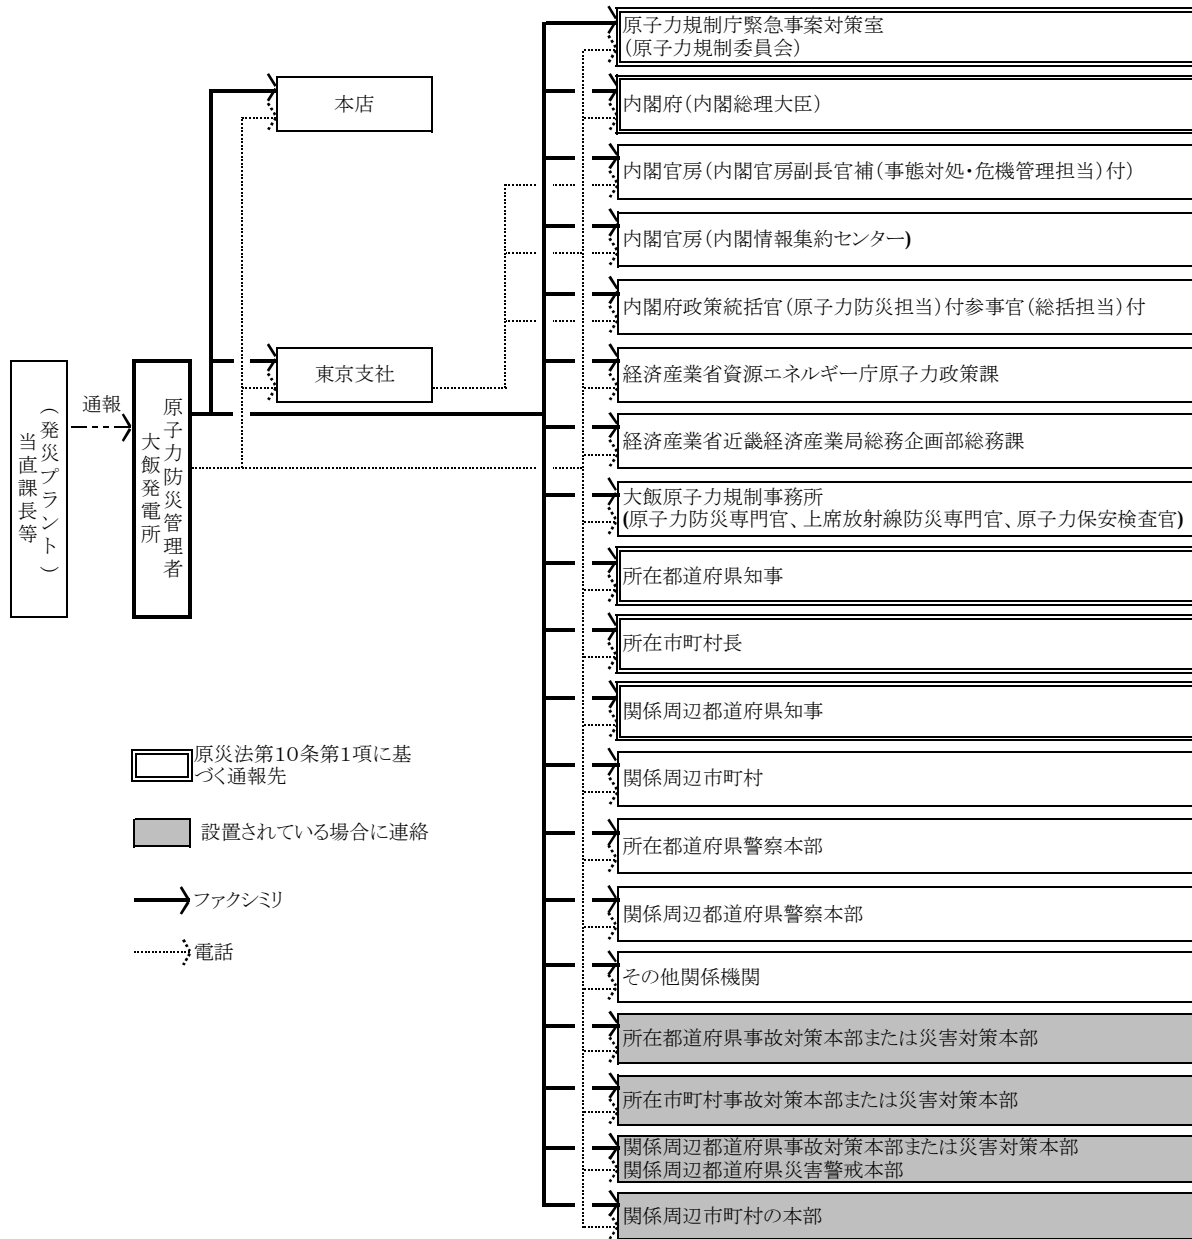 原子力規制庁緊急事案対策室
（原子力規制委員会）
本店
内閣府（内閣総理大臣）
内閣官房（内閣官房副長官補（事態対処・危機管理担当）付）
内閣官房（内閣情報集約センター)
内閣府政策統括官（原子力防災担当）付参事官（総括担当）付
東京支社
経済産業省資源エネルギー庁原子力政策課
（発災プラント）
当直課長等
通報
原子力防災管理者
大飯発電所
経済産業省近畿経済産業局総務企画部総務課
大飯原子力規制事務所
(原子力防災専門官、上席放射線防災専門官、原子力保安検査官)
所在都道府県知事
所在市町村長
関係周辺都道府県知事
関係周辺市町村
所在都道府県警察本部
関係周辺都道府県警察本部
その他関係機関
所在都道府県事故対策本部または災害対策本部
所在市町村事故対策本部または災害対策本部
関係周辺都道府県事故対策本部または災害対策本部
関係周辺都道府県災害警戒本部
関係周辺市町村の本部
原災法第１０条第１項に基
づく通報先
設置されている場合に連絡
ファクシミリ
電話